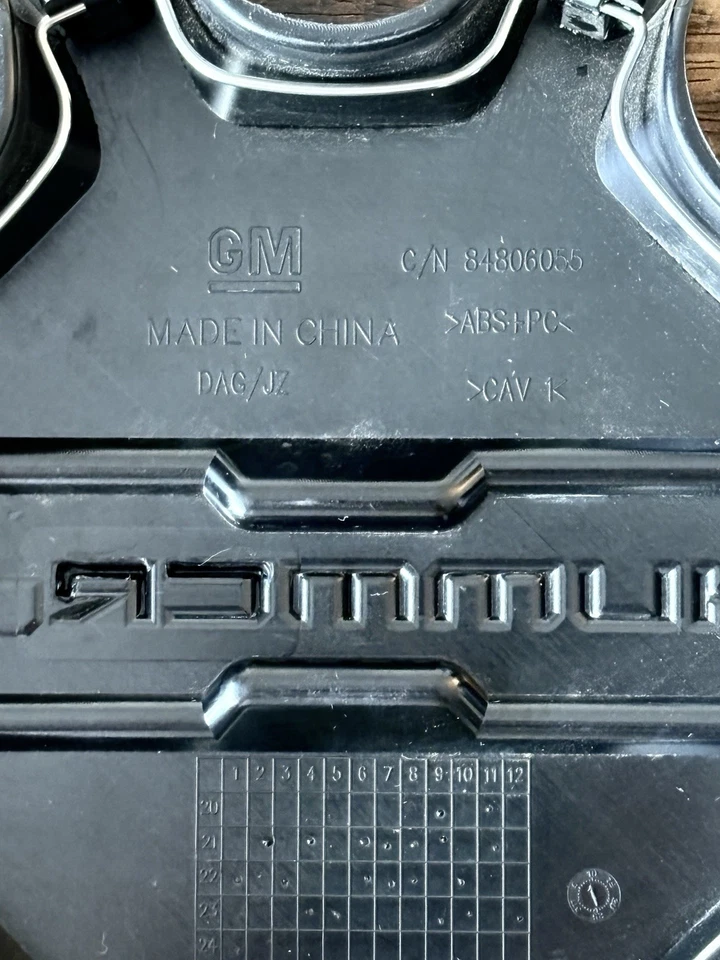 GM
C/N 84806055
MADE IN CHINA
>ABS+PC<
DAG/JZ
>CAV 1<
HUMMER
1 2 3 4 5 6 7 8 9 10 11 12
20
21
22
23
24